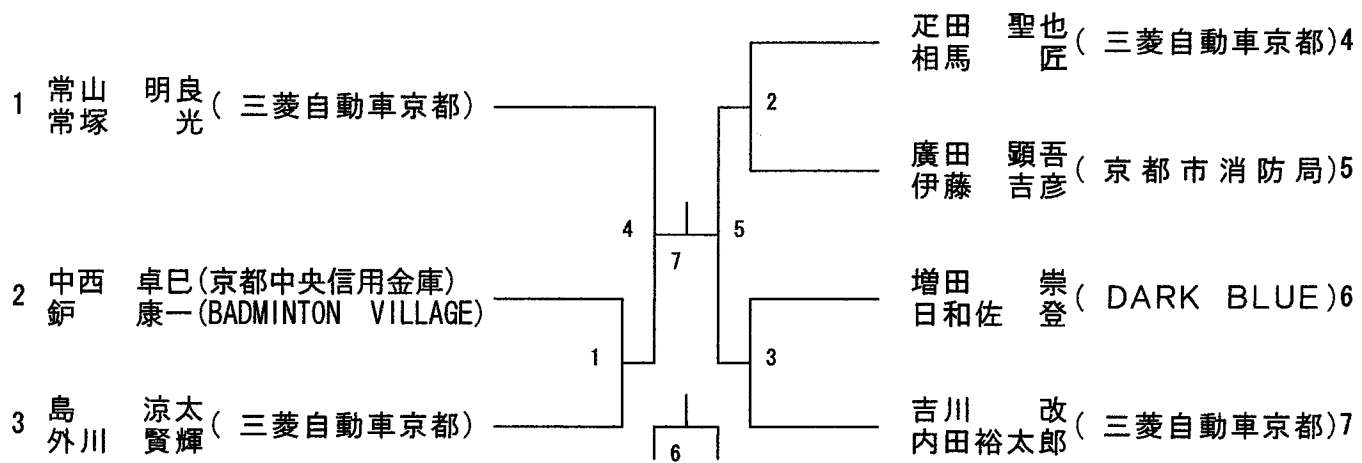 1 常山 明良 ( 三菱自動車京都 )
常塚 光
2 中西 卓巳 (京都中央信用金庫)
鈩 康一 (BADMINTON VILLAGE)
3 島 涼太 ( 三菱自動車京都 )
外川 賢輝
4
1
7
6
5
2
3
疋田 聖也 ( 三菱自動車京都 ) 4
相馬 匠
廣田 顕吾 ( 京都市消防局 ) 5
伊藤 吉彦
増田 崇 ( DARK BLUE ) 6
日和佐 登
吉川 改 ( 三菱自動車京都 ) 7
内田裕太郎